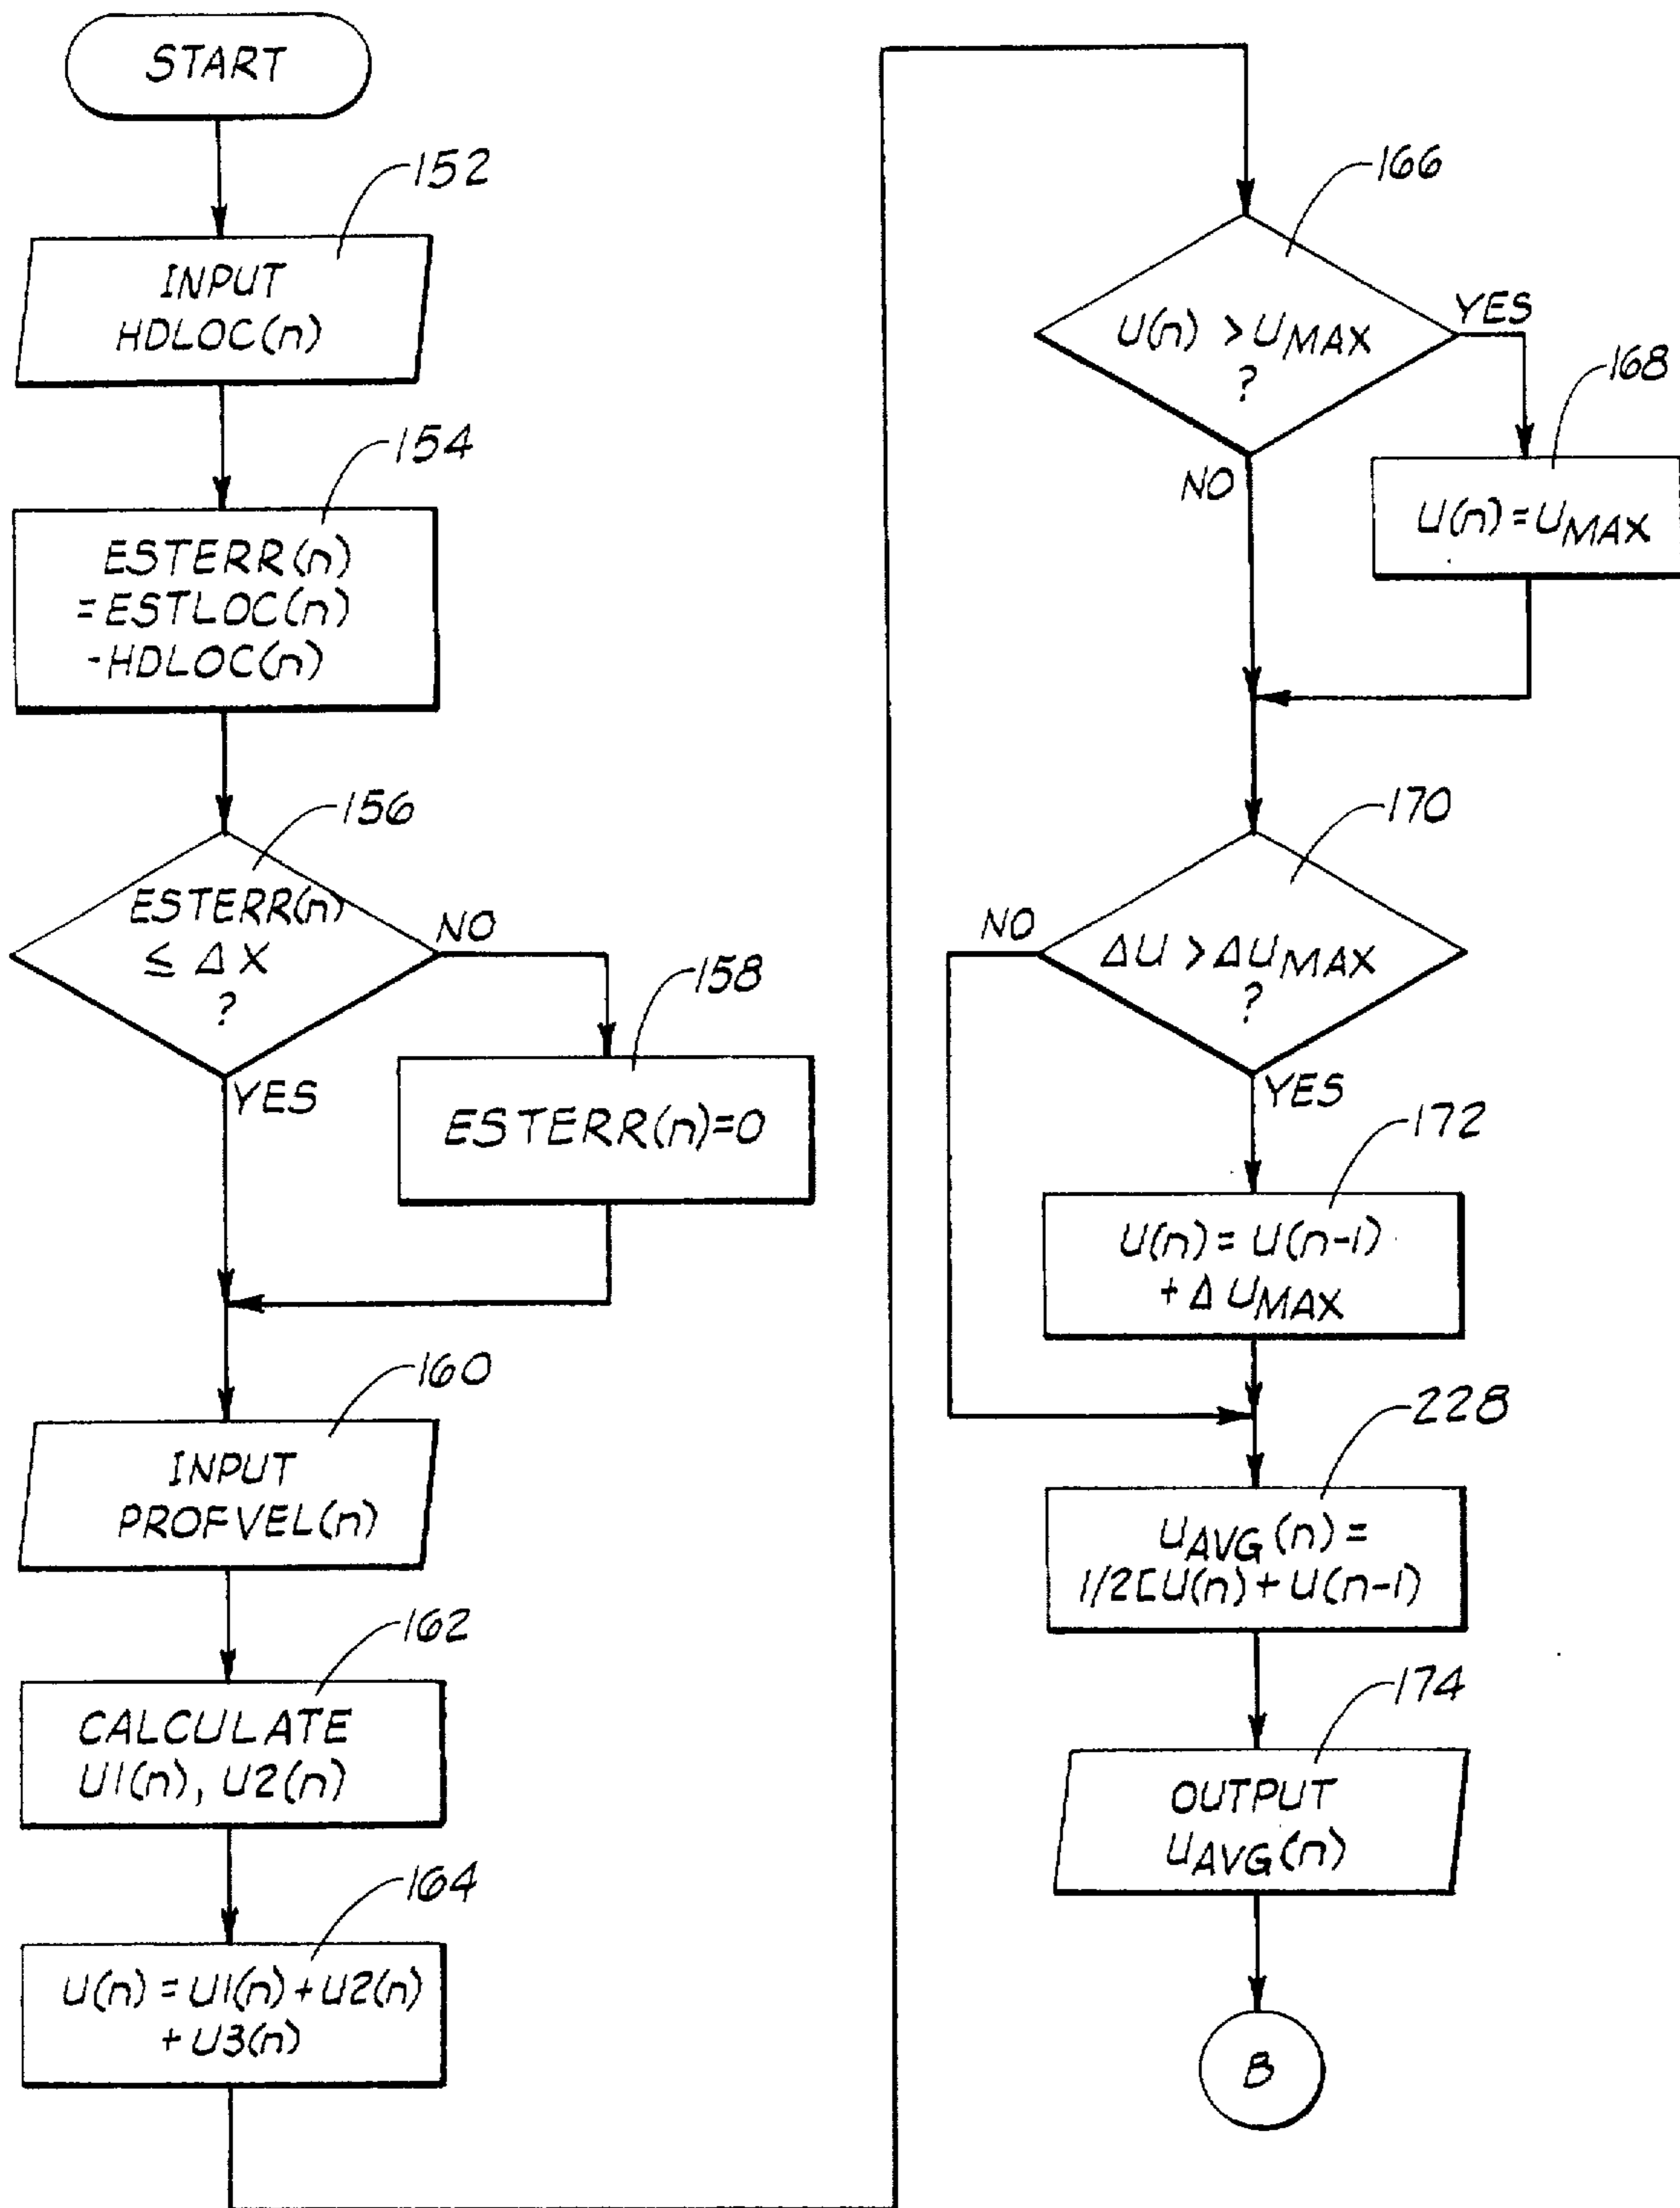 START
152
INPUT
HDLOC(n)
154
ESTERR(n)
=ESTLOC(n)
-HDLOC(n)
156
ESTERR(n)
≤ ΔX
?
NO
YES
158
ESTERR(n)=0
160
INPUT
PROFVEL(n)
162
CALCULATE
U1(n), U2(n)
164
U(n) = U1(n) + U2(n)
+ U3(n)
166
U(n) > UMAX
?
YES
NO
168
U(n) = UMAX
170
ΔU > ΔUMAX
?
NO
YES
172
U(n) = U(n-1)
+ Δ UMAX
228
UAVG(n) =
1/2[U(n) + U(n-1)
174
OUTPUT
UAVG(n)
B